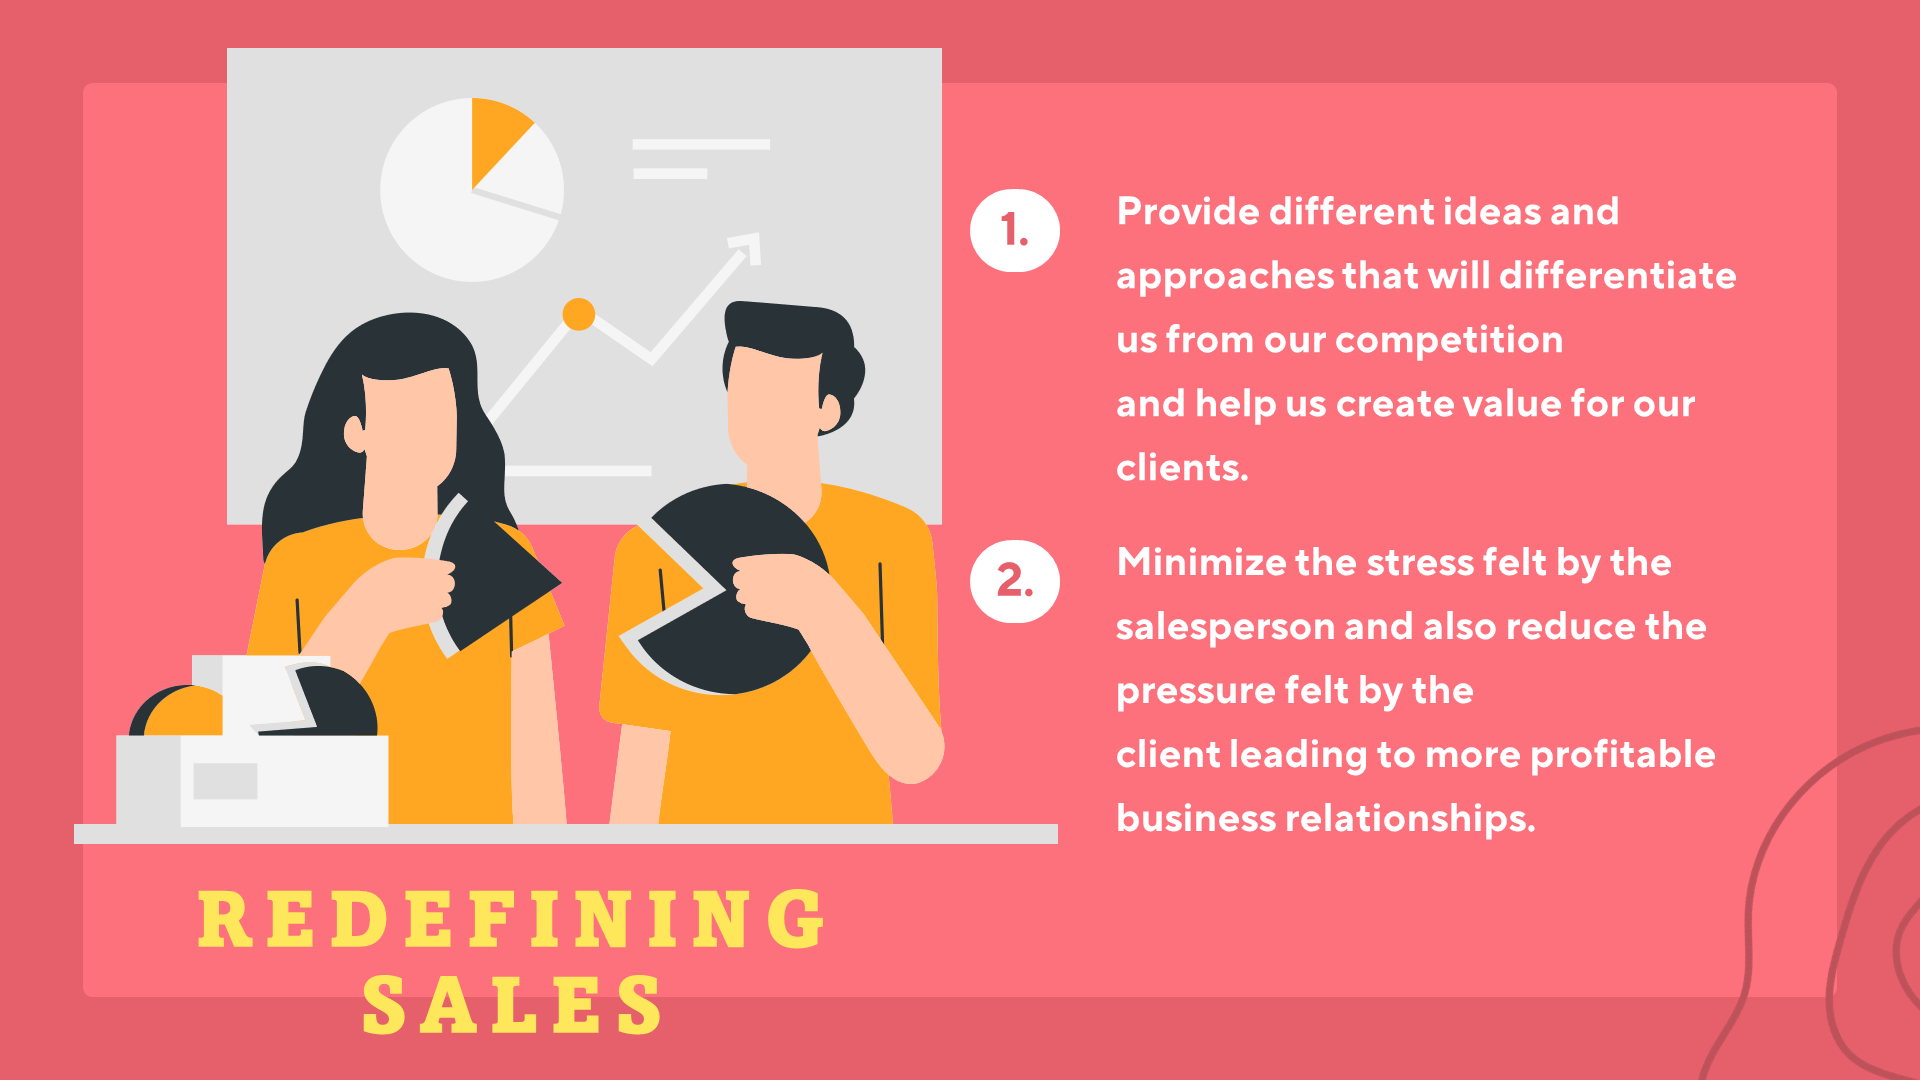 1.
Provide different ideas and
approaches that will differentiate
us from our competition
and help us create value for our
clients.
2.
Minimize the stress felt by the
salesperson and also reduce the
pressure felt by the
client leading to more profitable
business relationships.
REDEFINING
SALES